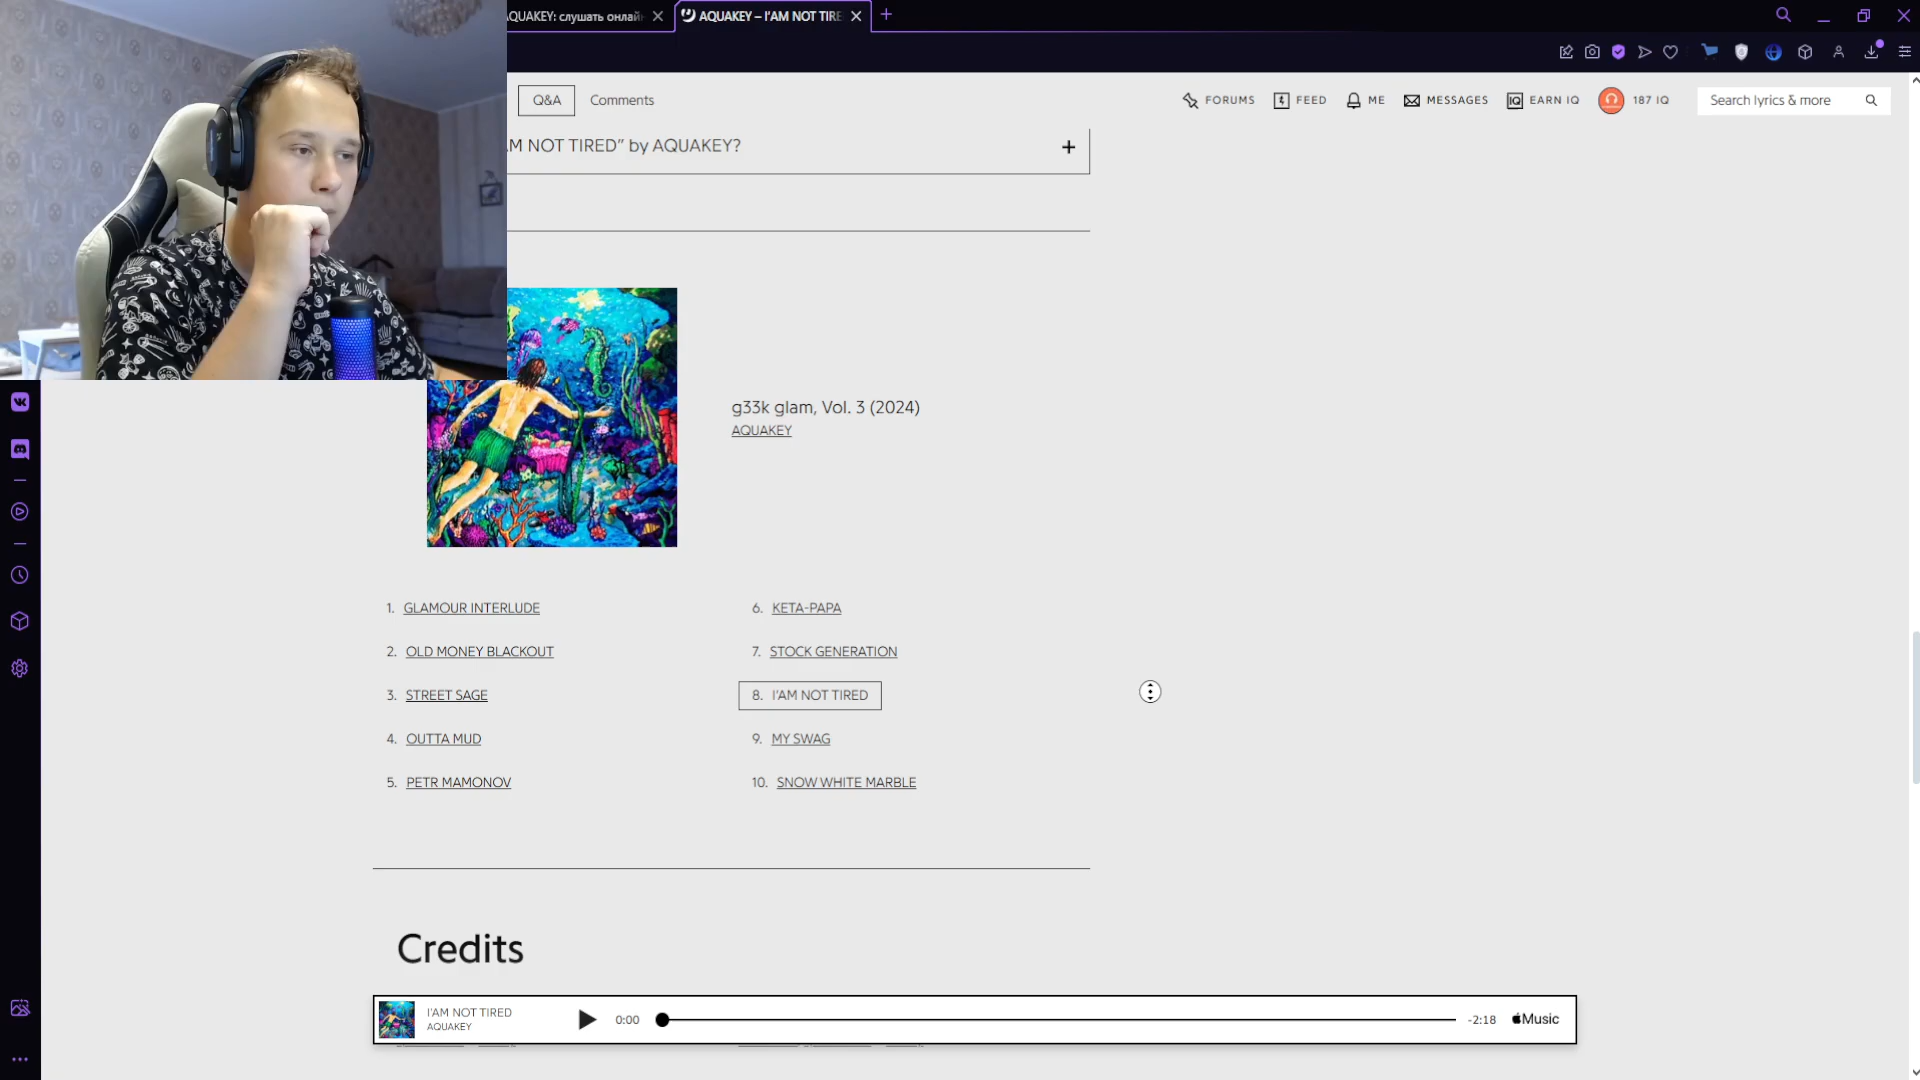 AQUAKEY: слушать онлай
AQUAKEY – I'AM NOT TIRE
Q&A
Comments
FORUMS
FEED
ME
MESSAGES
EARN IQ
187 IQ
Search lyrics & more
AM NOT TIRED” by AQUAKEY?
g33k glam, Vol. 3 (2024)
AQUAKEY
1. GLAMOUR INTERLUDE
2. OLD MONEY BLACKOUT
3. STREET SAGE
4. OUTTA MUD
5. PETR MAMONOV
6. KETA-PAPA
7. STOCK GENERATION
8. I'AM NOT TIRED
9. MY SWAG
10. SNOW WHITE MARBLE
Credits
I'AM NOT TIRED
AQUAKEY
0:00
-2:18
Music